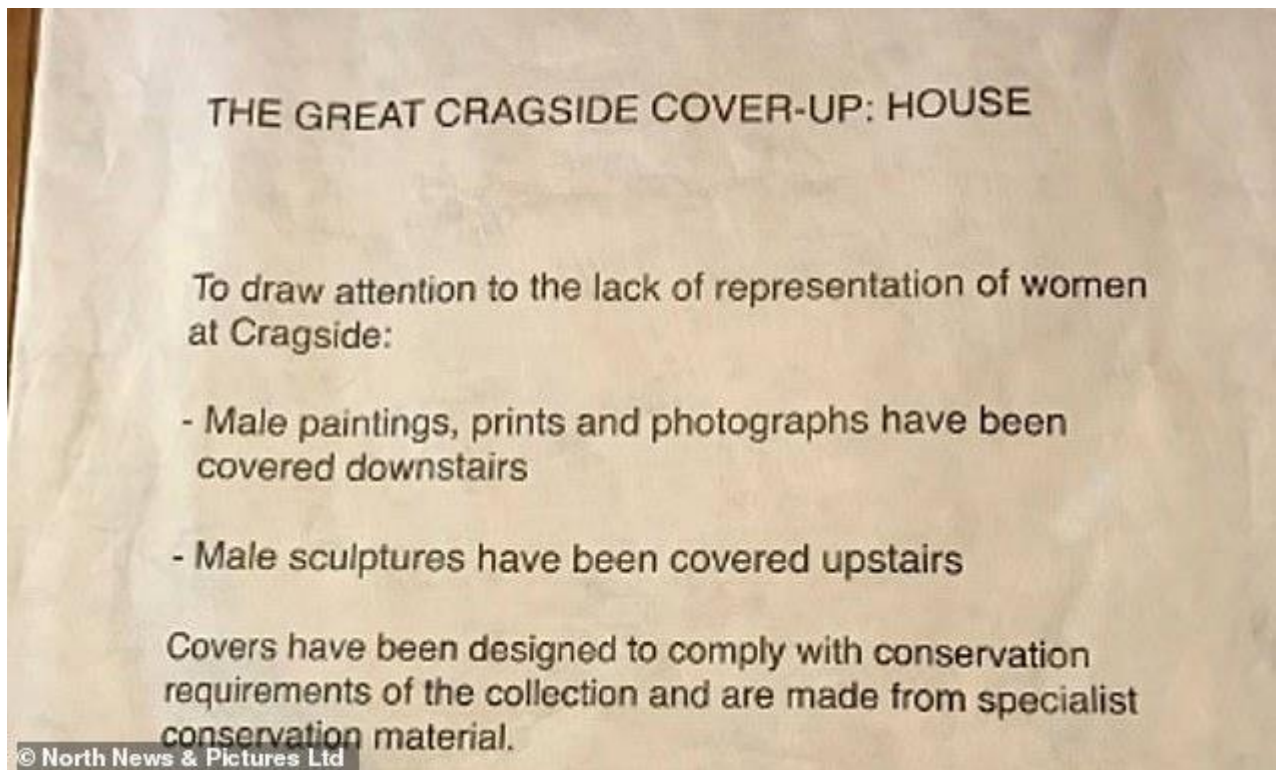 THE GREAT CRAGSIDE COVER-UP: HOUSE
To draw attention to the lack of representation of women
at Cragside:
- Male paintings, prints and photographs have been
covered downstairs
- Male sculptures have been covered upstairs
Covers have been designed to comply with conservation
requirements of the collection and are made from specialist
conservation material.
© North News & Pictures Ltd